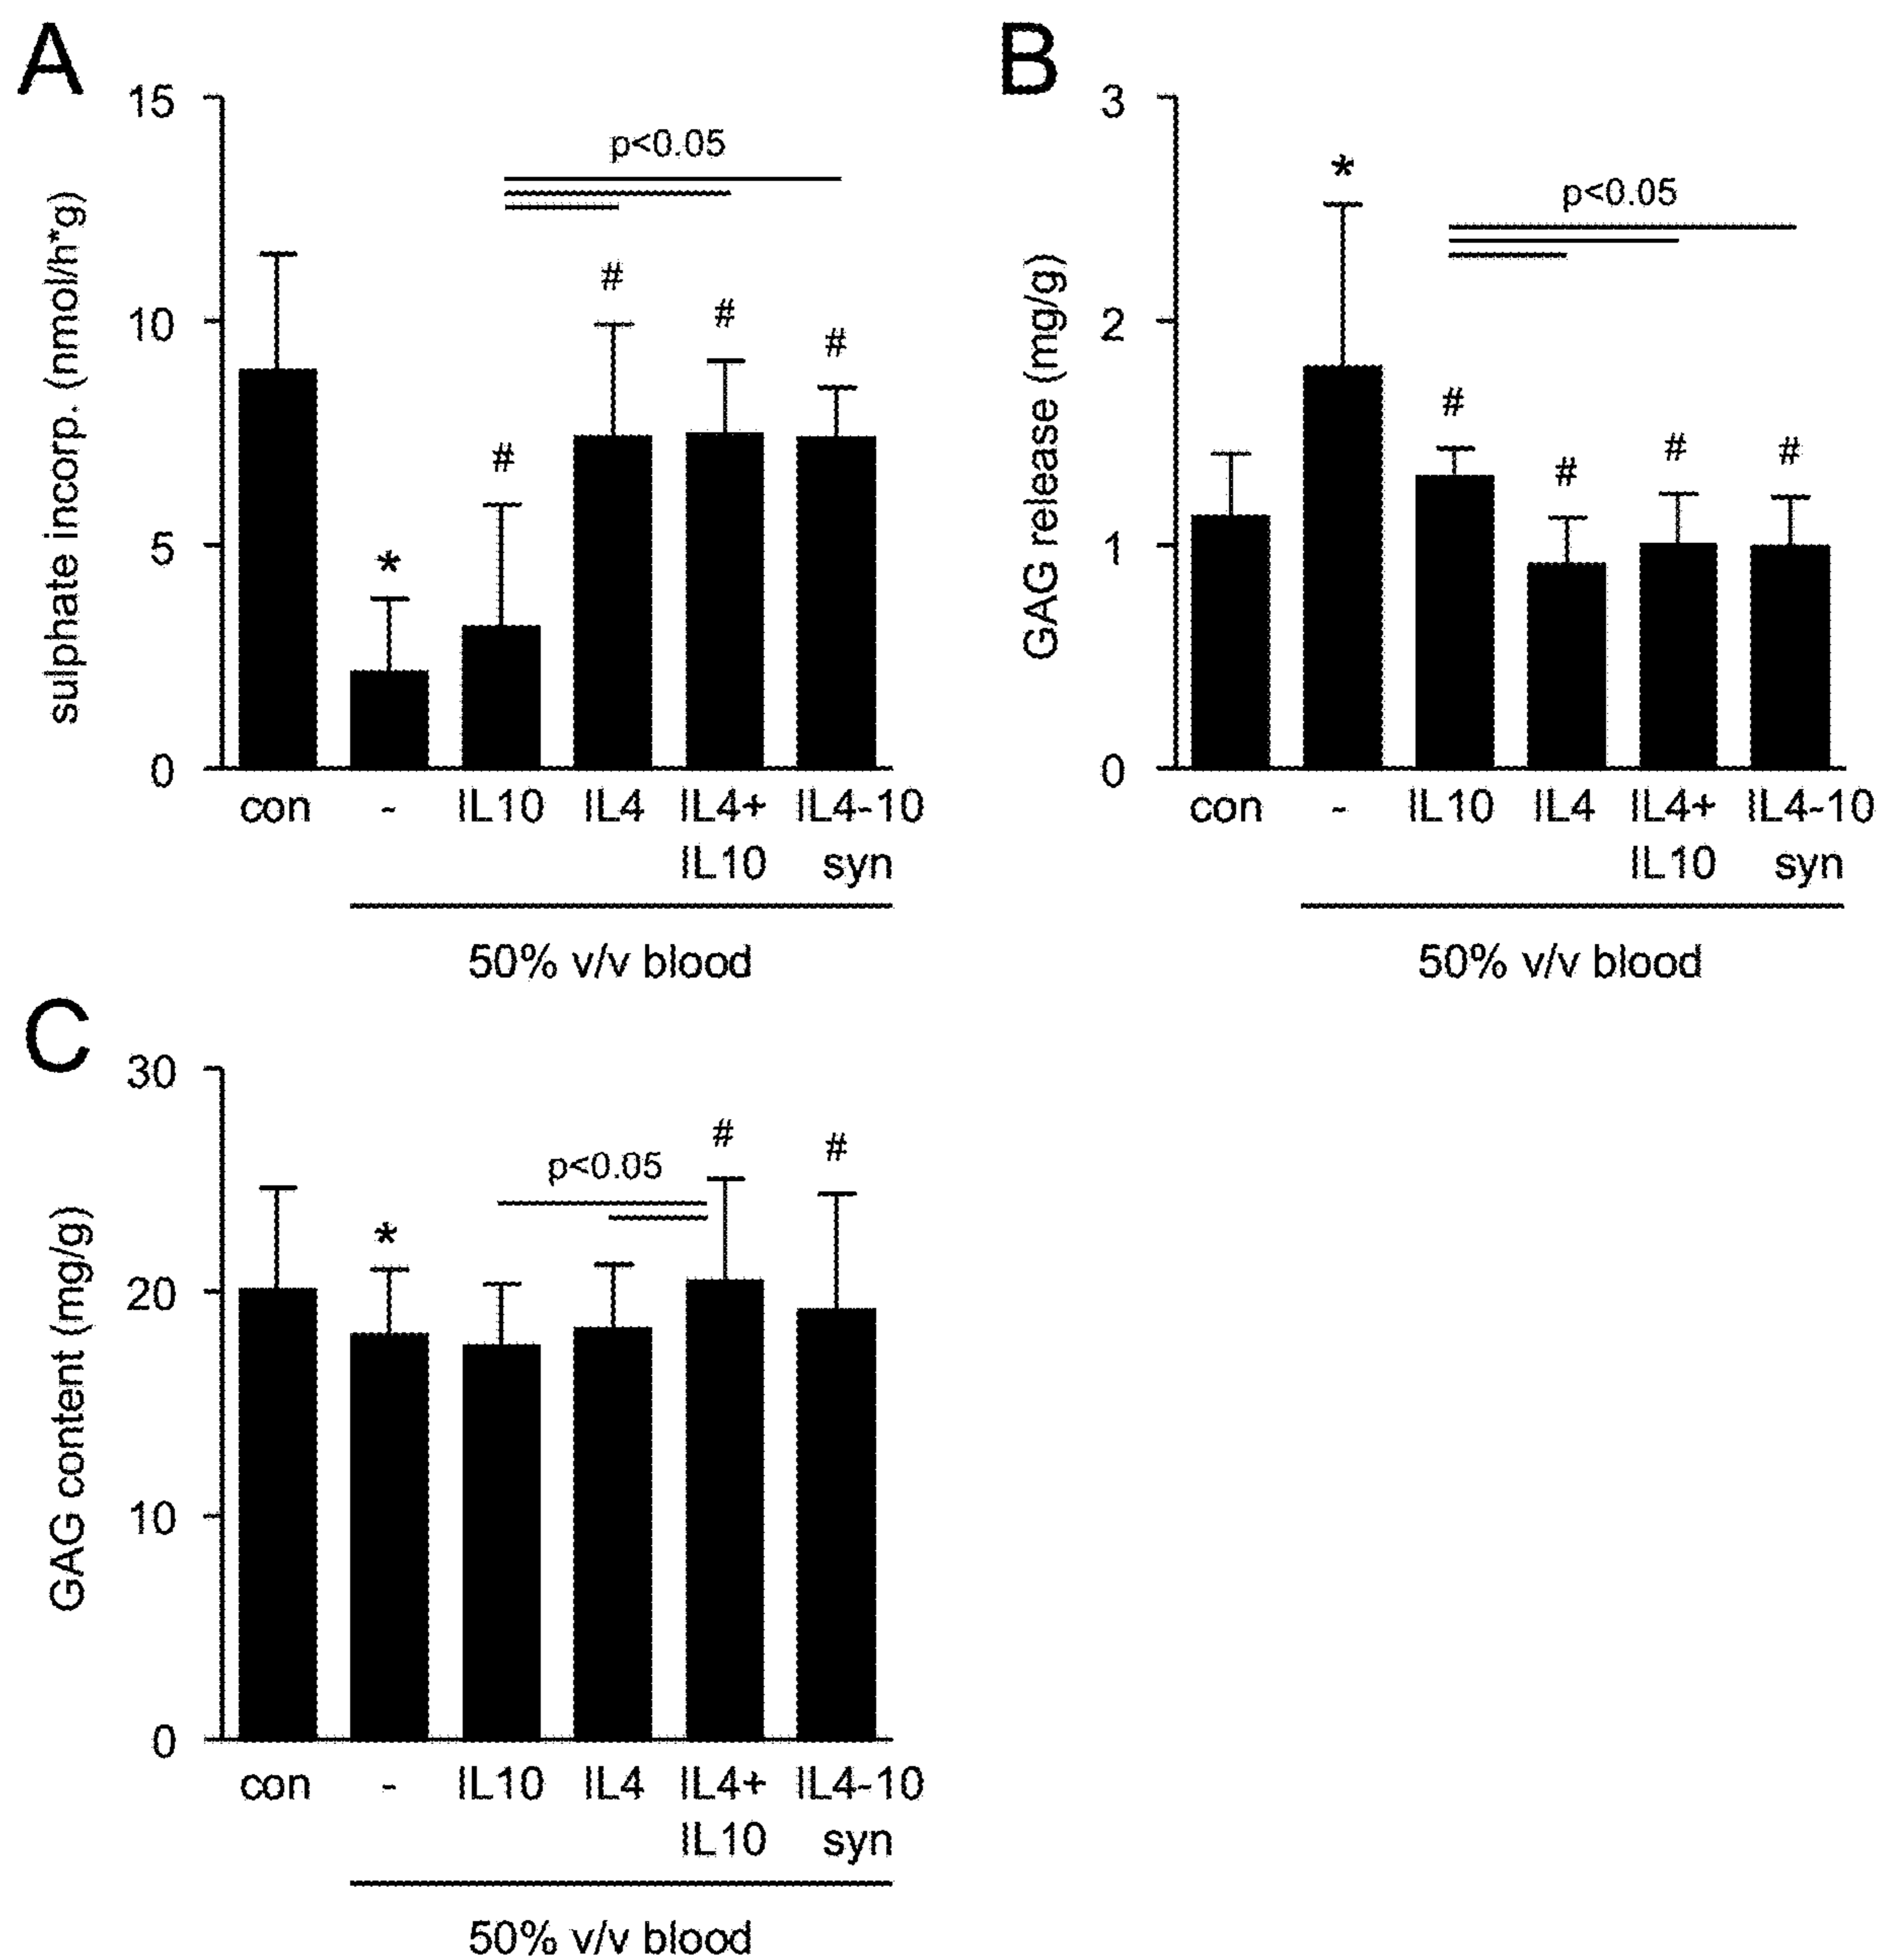 A
15
10
5
0
sulphate incorp. (nmol/h*g)
p<0.05
*
#
#
#
#
con - IL10 IL4 IL4+ IL4-10
IL10 syn
50% v/v blood
B
3
2
1
0
GAG release (mg/g)
*
p<0.05
#
#
#
#
con - IL10 IL4 IL4+ IL4-10
IL10 syn
50% v/v blood
C
30
20
10
0
GAG content (mg/g)
*
p<0.05
#
#
con - IL10 IL4 IL4+ IL4-10
IL10 syn
50% v/v blood